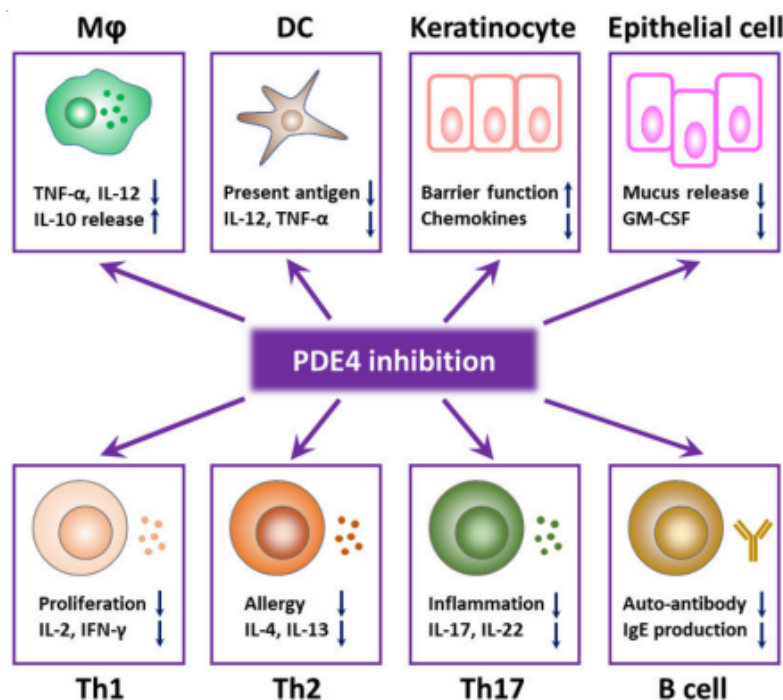 Mφ
DC
Keratinocyte
Epithelial cell
TNF-α, IL-12 ↓
IL-10 release ↑
Present antigen ↓
IL-12, TNF-α ↓
Barrier function ↑
Chemokines ↓
Mucus release ↓
GM-CSF ↓
PDE4 inhibition
Proliferation ↓
IL-2, IFN-γ ↓
Allergy ↓
IL-4, IL-13 ↓
Inflammation ↓
IL-17, IL-22 ↓
Auto-antibody ↓
IgE production ↓
Th1
Th2
Th17
B cell